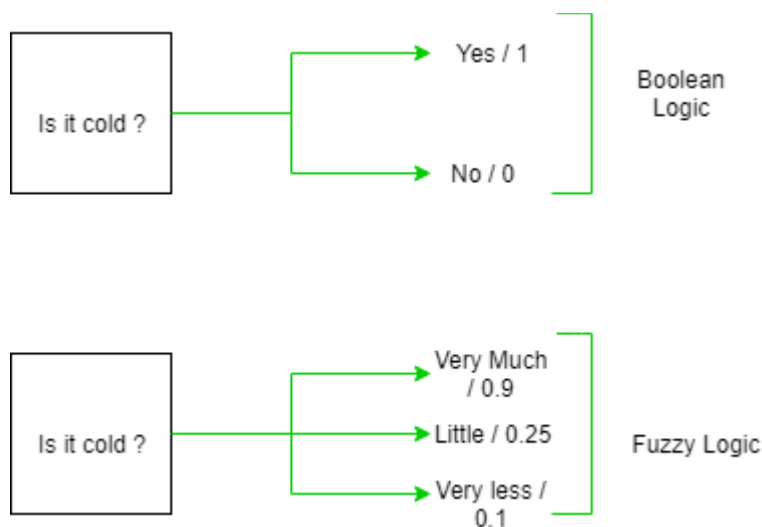 Is it cold ?
Yes / 1
No / 0
Boolean
Logic
Is it cold ?
Very Much
/ 0.9
Little / 0.25
Very less /
0.1
Fuzzy Logic